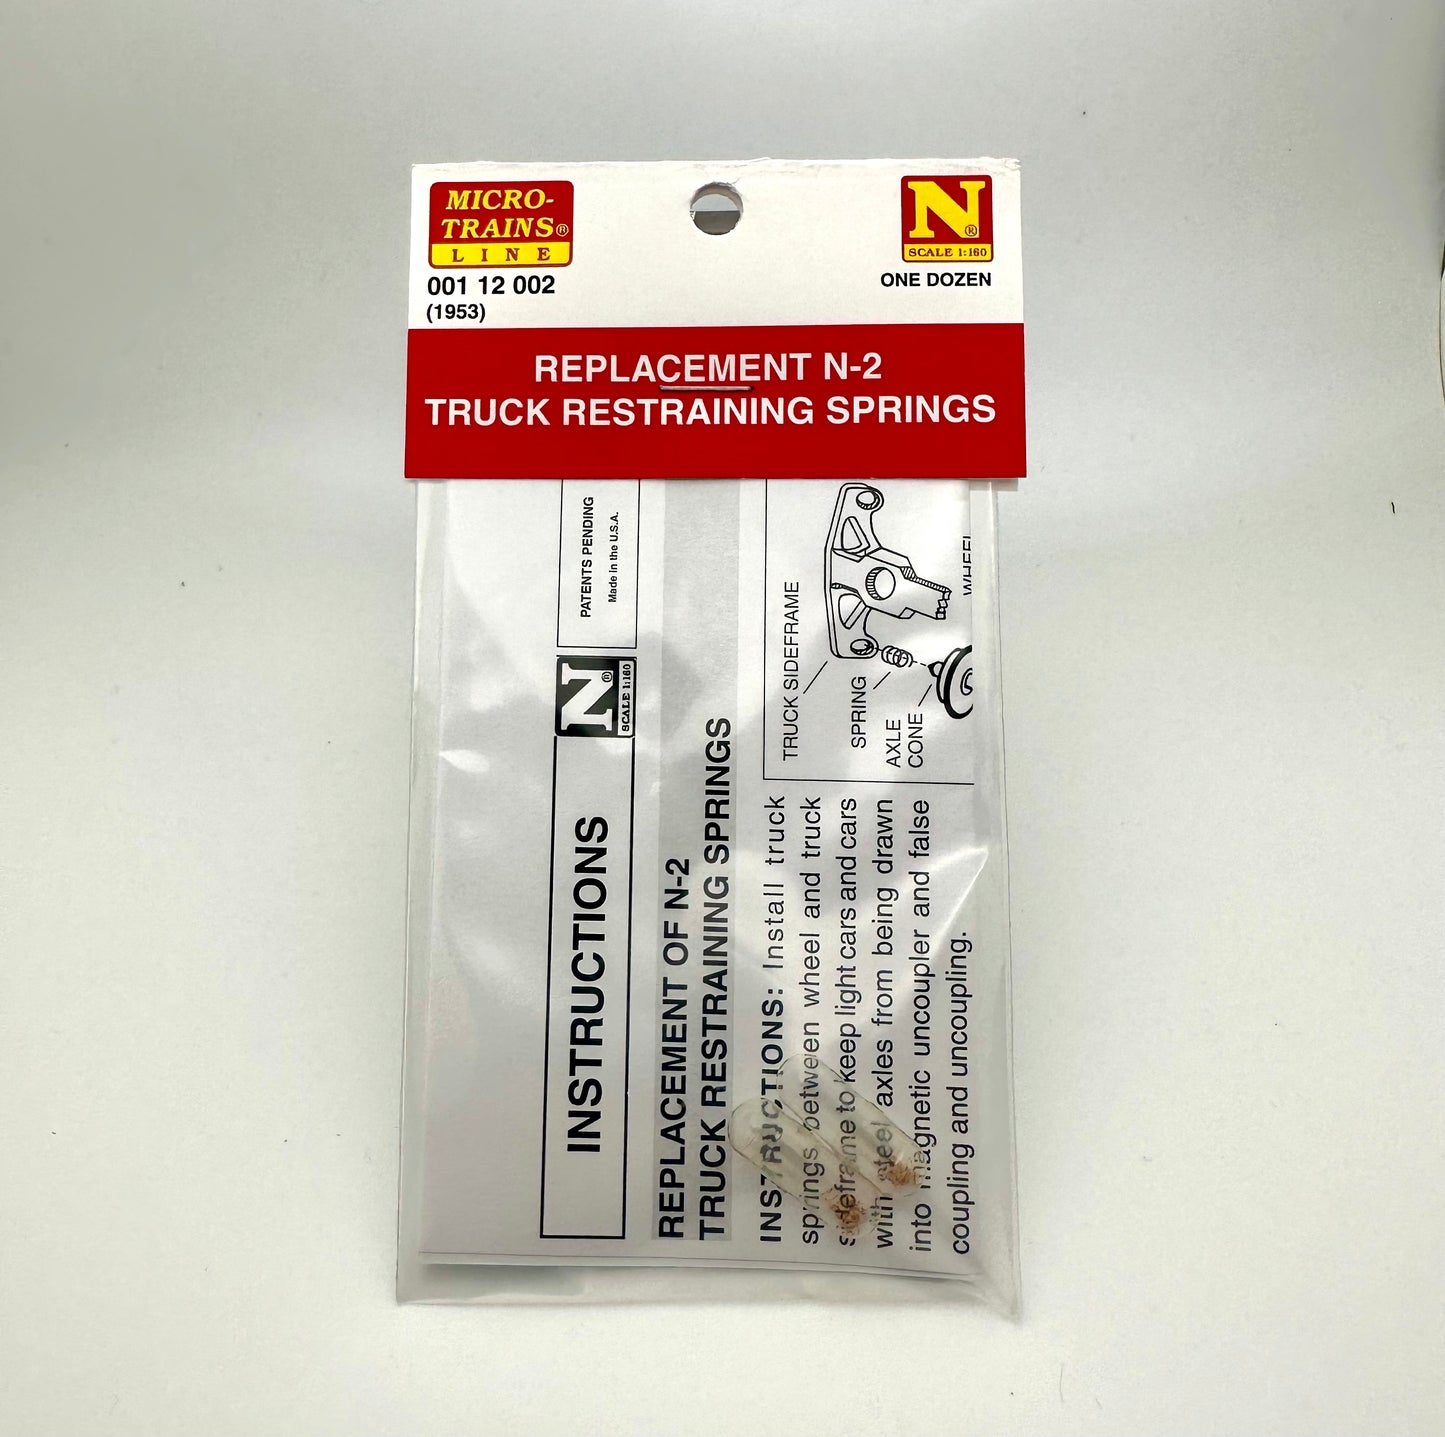 MICRO-
TRAINS®
LINE
001 12 002
(1953)
N®
SCALE 1:160
ONE DOZEN
REPLACEMENT N-2
TRUCK RESTRAINING SPRINGS
INSTRUCTIONS
N®
SCALE 1:160
PATENTS PENDING
Made in the U.S.A.
REPLACEMENT OF N-2
TRUCK RESTRAINING SPRINGS
INSTRUCTIONS: Install truck
springs between wheel and truck
sideframe to keep light cars and cars
with steel axles from being drawn
into magnetic uncoupler and false
coupling and uncoupling.
TRUCK SIDEFRAME
SPRING
AXLE
CONE
WHEEL